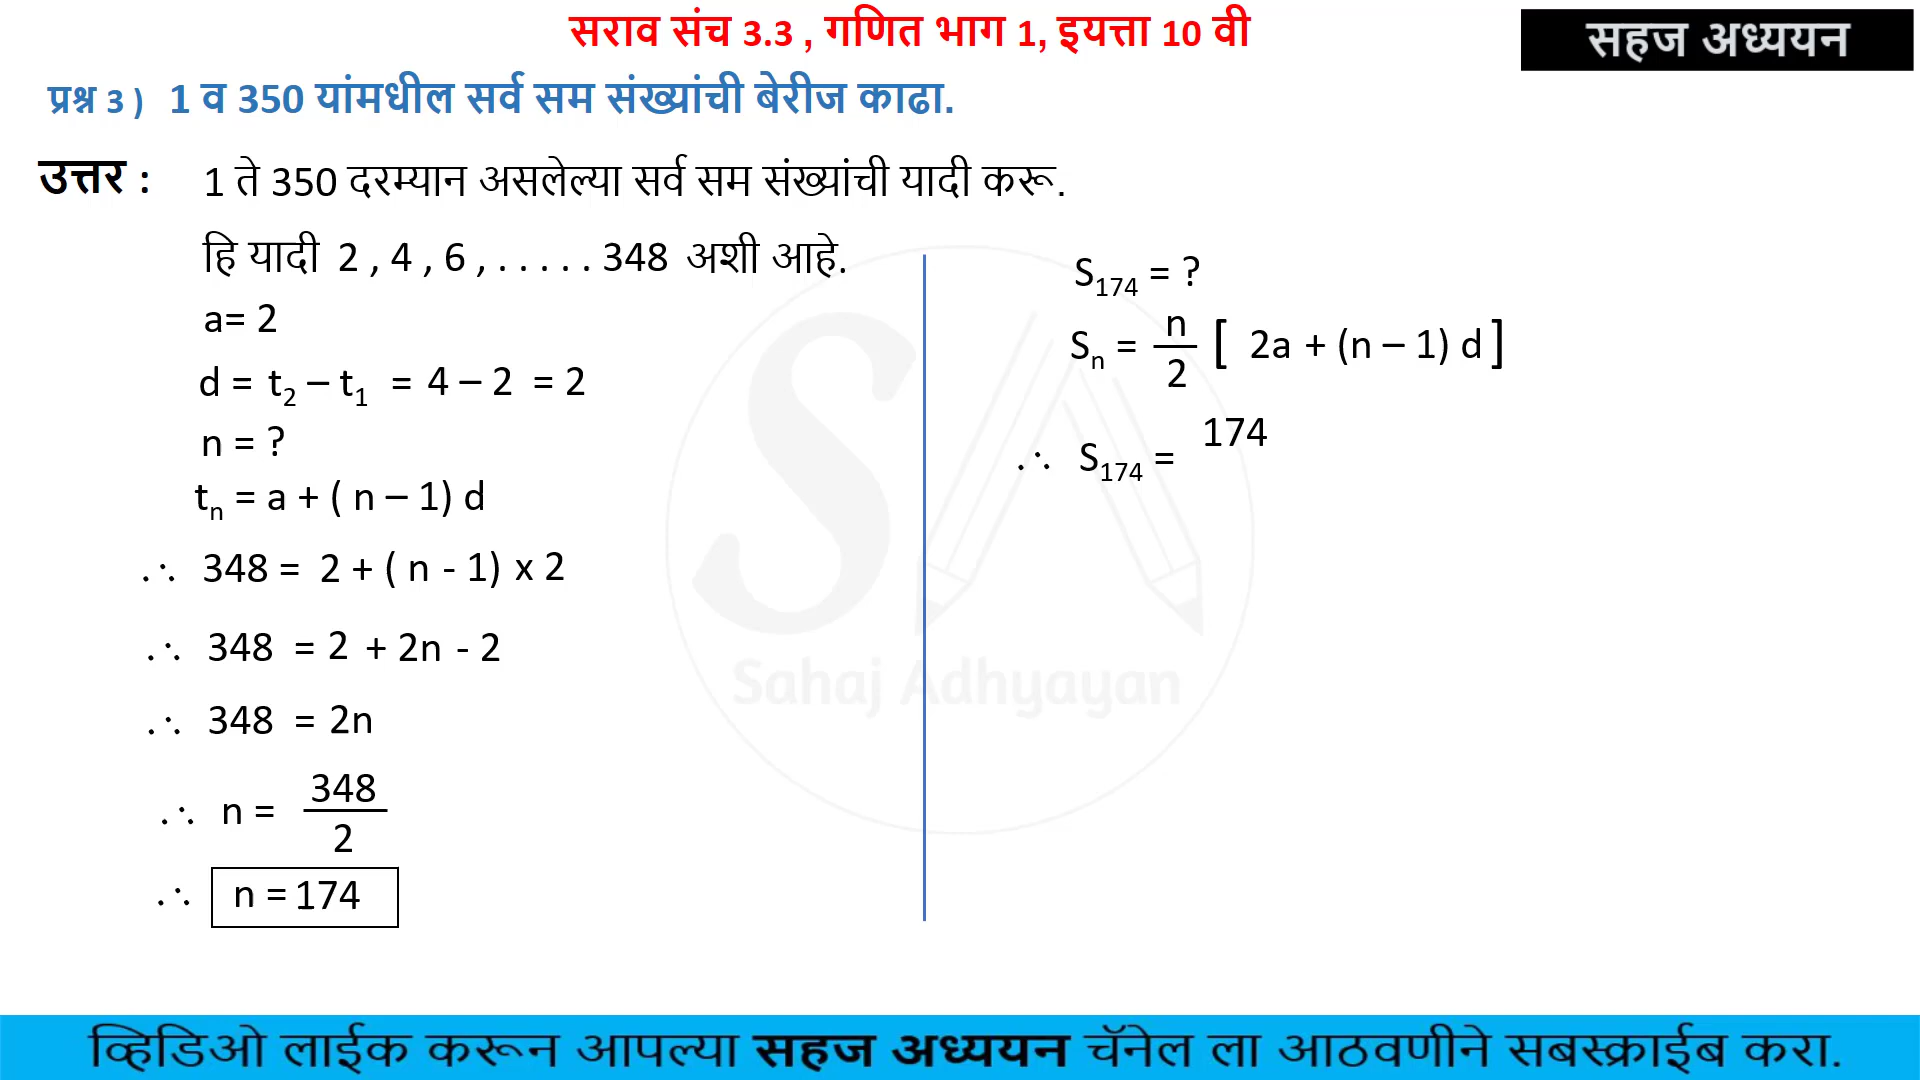 सराव संच 3.3 , गणित भाग 1, इयत्ता 10 वी
सहज अध्ययन
प्रश्न 3 ) 1 व 350 यांमधील सर्व सम संख्यांची बेरीज काढा.
उत्तर : 1 ते 350 दरम्यान असलेल्या सर्व सम संख्यांची यादी करू.
हि यादी 2 , 4 , 6 , . . . . . 348 अशी आहे.
a= 2
d = t₂ – t₁ = 4 – 2 = 2
n = ?
tₙ = a + ( n – 1) d
∴ 348 = 2 + ( n - 1) x 2
∴ 348 = 2 + 2n - 2
∴ 348 = 2n
∴ n = 348/2
∴ n = 174
S₁₇₄ = ?
Sₙ = n/2 [ 2a + (n – 1) d ]
∴ S₁₇₄ = 174
Sahaj Adhyayan
व्हिडिओ लाईक करून आपल्या सहज अध्ययन चॅनेल ला आठवणीने सबस्क्राईब करा.